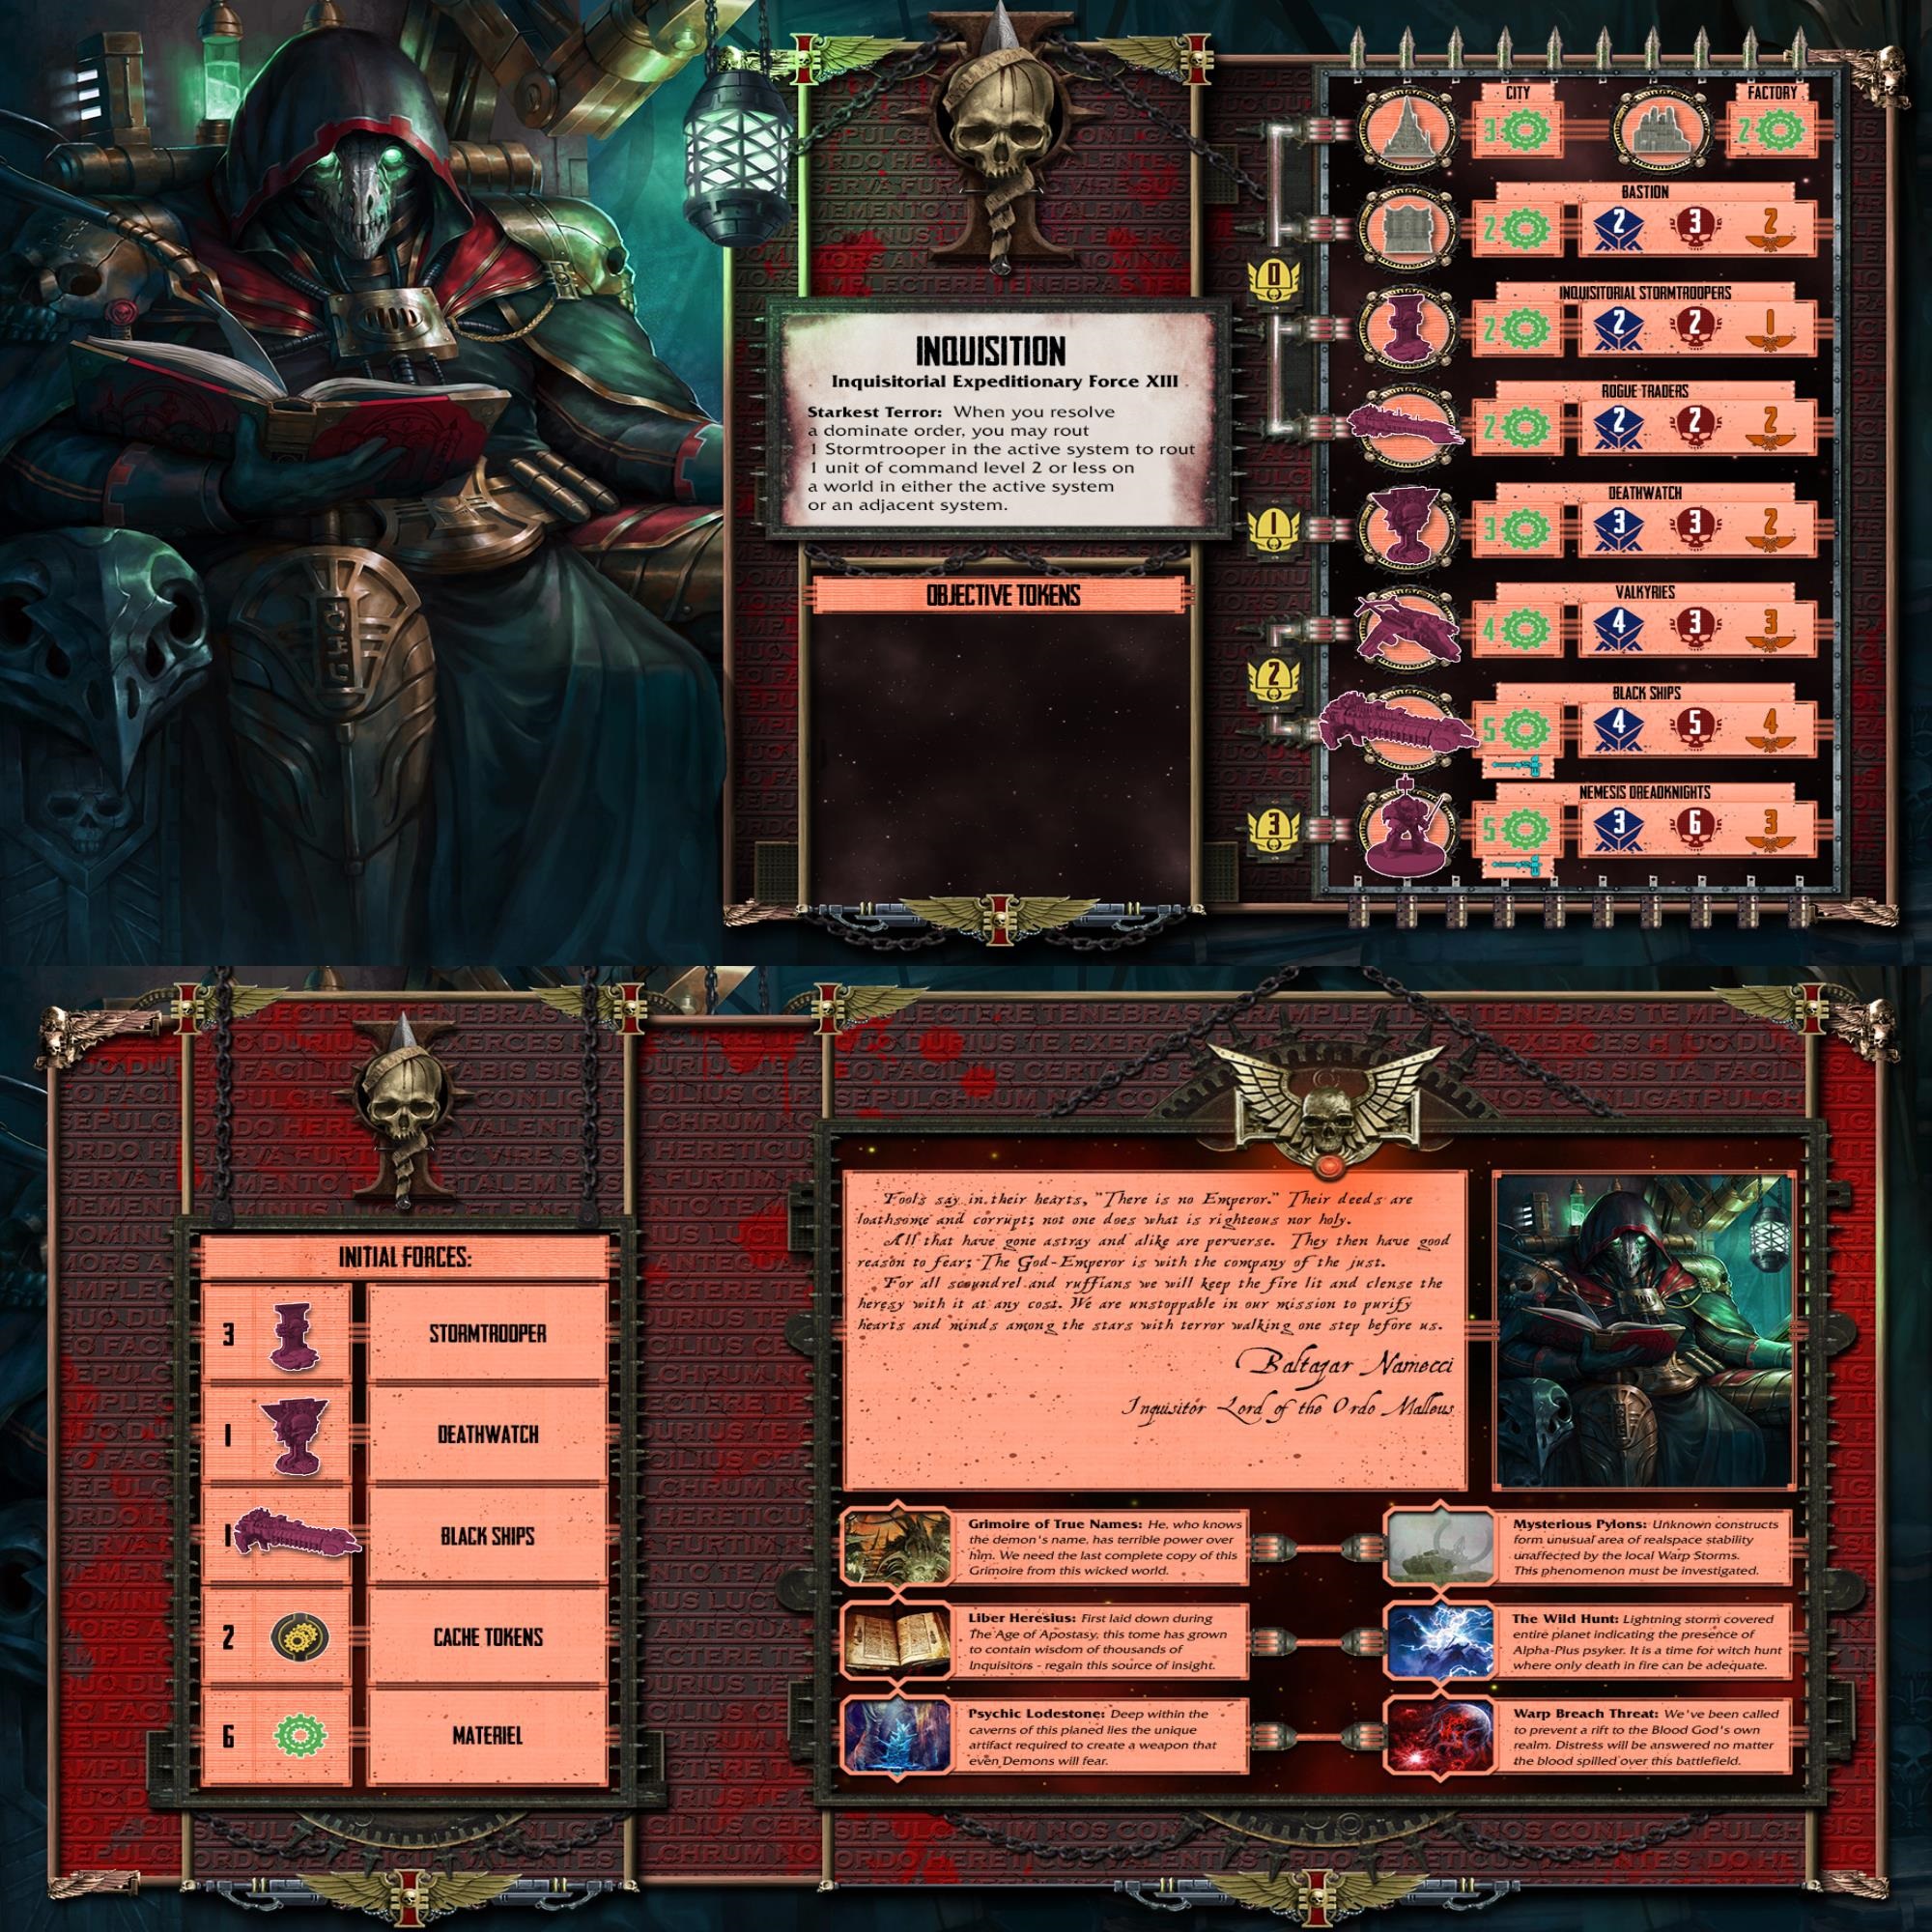 INQUISITION
Inquisitorial Expeditionary Force XIII
Starkest Terror: When you resolve
a dominate order, you may rout
1 Stormtrooper in the active system to rout
1 unit of command level 2 or less on
a world in either the active system
or an adjacent system.
OBJECTIVE TOKENS
CITY
3
FACTORY
2
BASTION
2 2 3 2
0
INQUISITORIAL STORMTROOPERS
2 2 2 1
ROGUE TRADERS
2 2 2 2
DEATHWATCH
1
3 3 3 2
VALKYRIES
4 4 3 3
2
BLACK SHIPS
5 4 5 4
NEMESIS DREADKNIGHTS
3
5 3 6 3
INITIAL FORCES:
3 STORMTROOPER
1 DEATHWATCH
1 BLACK SHIPS
2 CACHE TOKENS
6 MATERIEL
Fools say in their hearts, "There is no Emperor." Their deeds are
loathsome and corrupt; not one does what is righteous nor holy.
All that have gone astray and alike are perverse. They then have good
reason to fear; The God-Emperor is with the company of the just.
For all scoundrel and ruffians we will keep the fire lit and clense the
heresy with it at any cost. We are unstoppable in our mission to purify
hearts and minds among the stars with terror walking one step before us.
Baltazar Namecci
Inquisitor Lord of the Ordo Malleus
Grimoire of True Names: He, who knows
the demon's name, has terrible power over
him. We need the last complete copy of this
Grimoire from this wicked world.
Liber Heresius: First laid down during
The Age of Apostasy, this tome has grown
to contain wisdom of thousands of
Inquisitors - regain this source of insight.
Psychic Lodestone: Deep within the
caverns of this planed lies the unique
artifact required to create a weapon that
even Demons will fear.
Mysterious Pylons: Unknown constructs
form unusual area of realspace stability
unaffected by the local Warp Storms.
This phenomenon must be investigated.
The Wild Hunt: Lightning storm covered
entire planet indicating the presence of
Alpha-Plus psyker. It is a time for witch hunt
where only death in fire can be adequate.
Warp Breach Threat: We've been called
to prevent a rift to the Blood God's own
realm. Distress will be answered no matter
the blood spilled over this battlefield.